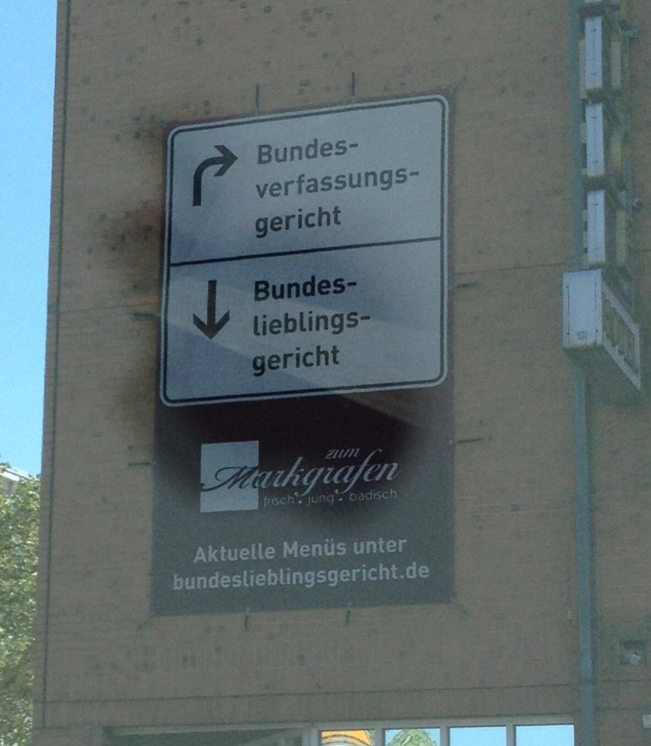 Bundes-
verfassungs-
gericht
Bundes-
lieblings-
gericht
zum
Markgrafen
frisch • jung • badisch
Aktuelle Menüs unter
bundeslieblingsgericht.de